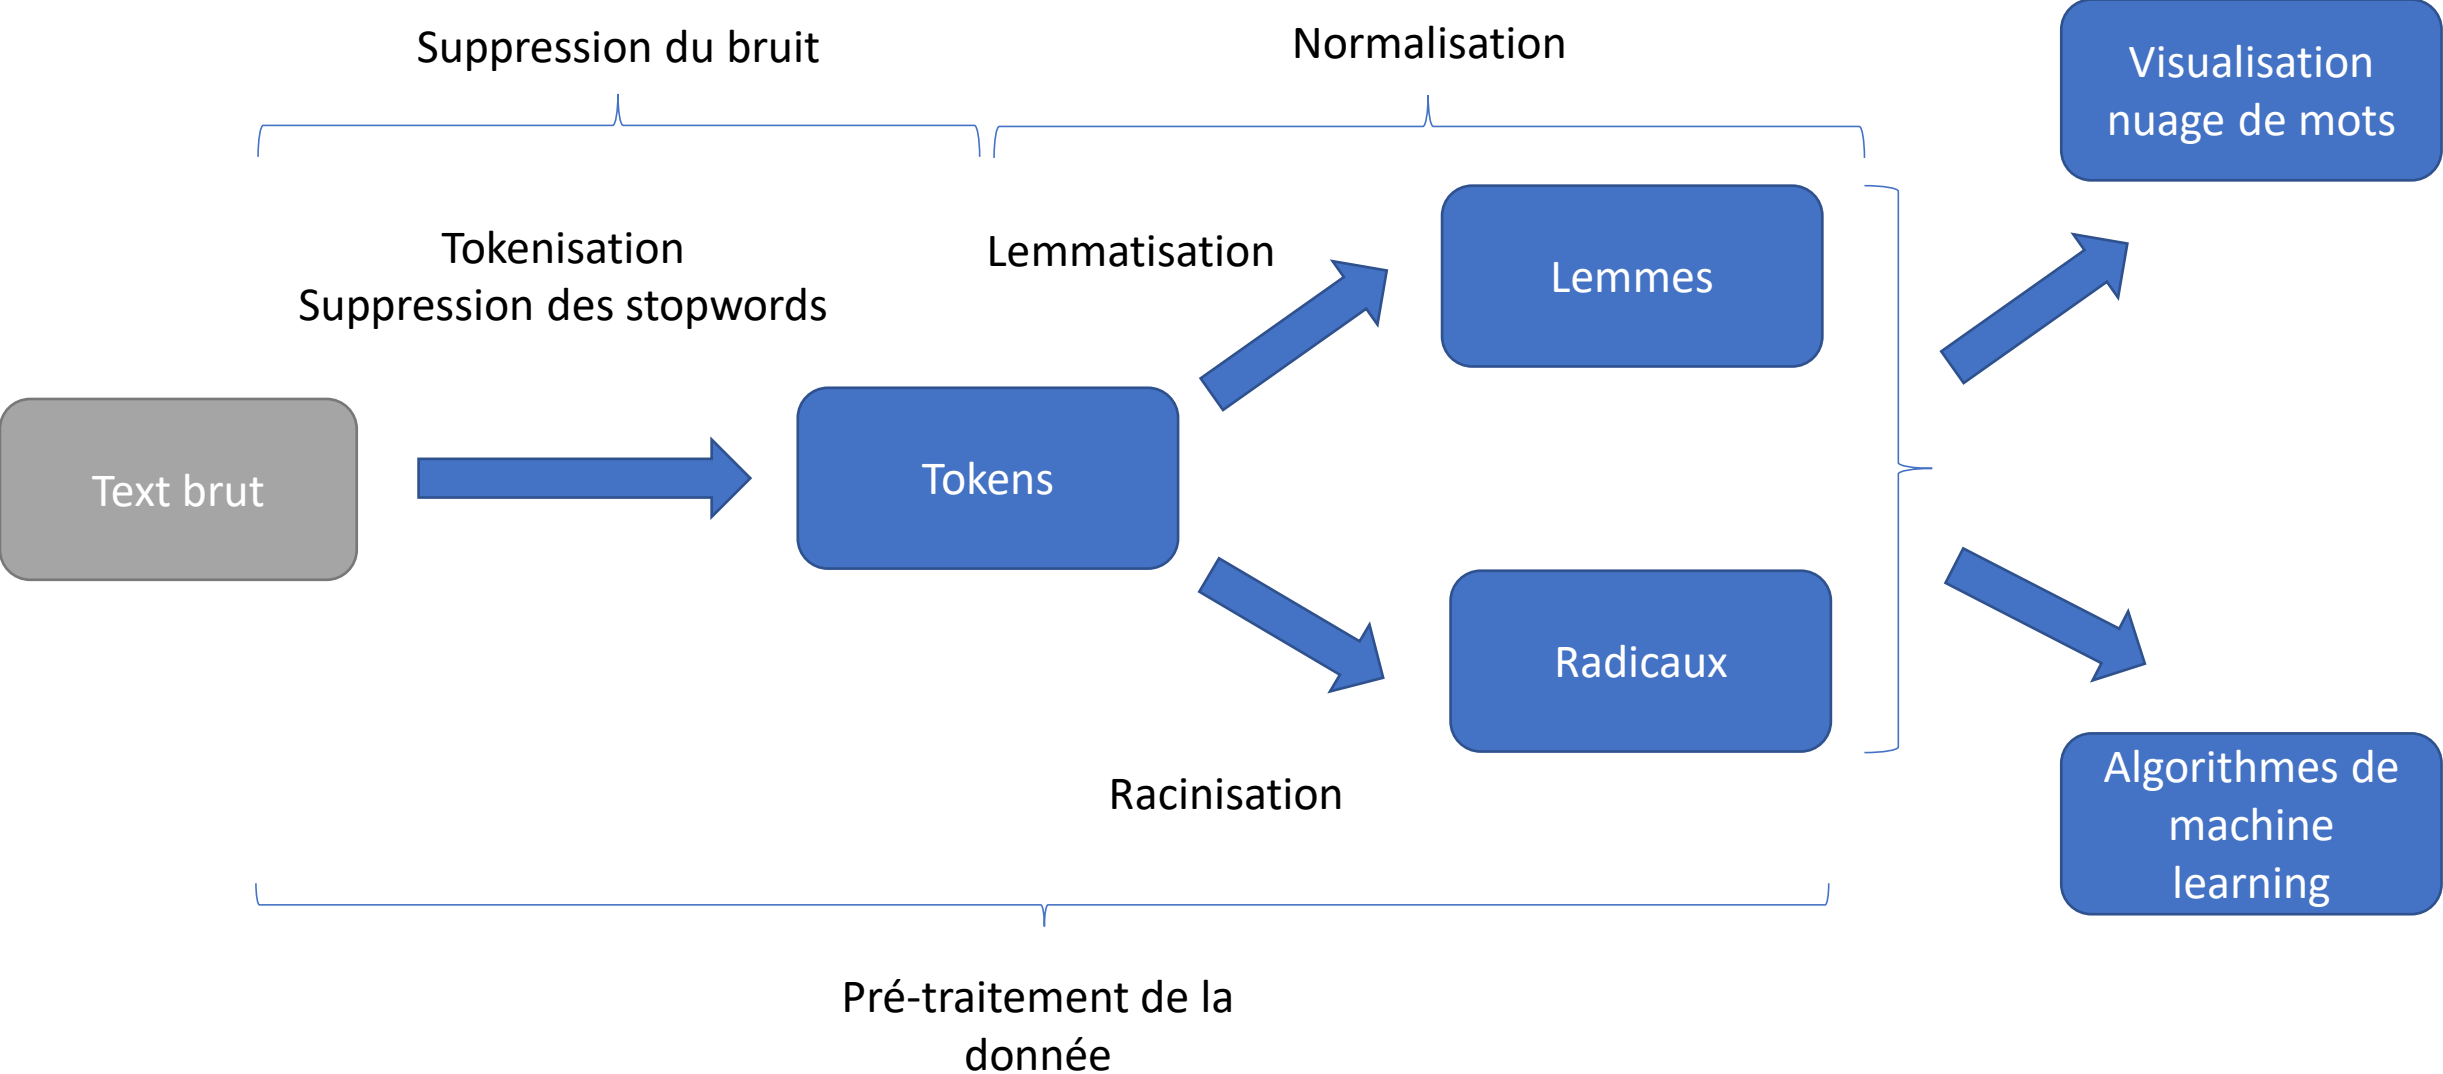 Suppression du bruit
Normalisation
Visualisation
nuage de mots
Tokenisation
Suppression des stopwords
Lemmatisation
Lemmes
Text brut
Tokens
Radicaux
Racinisation
Algorithmes de
machine
learning
Pré-traitement de la
donnée